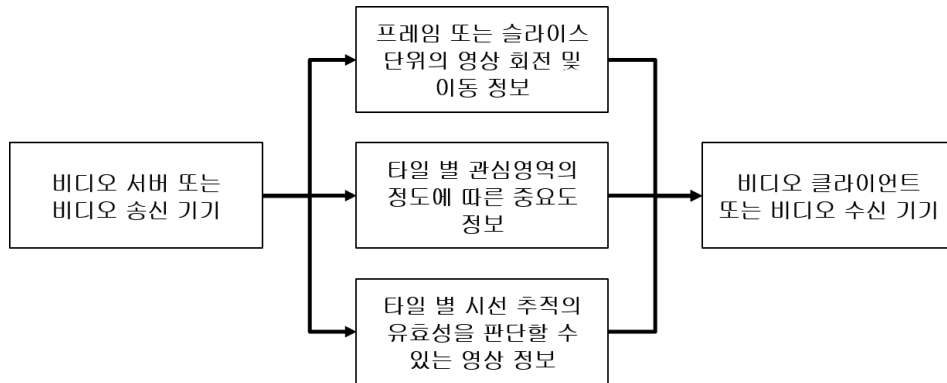 프레임 또는 슬라이스
단위의 영상 회전 및
이동 정보
비디오 서버 또는
비디오 송신 기기
타일 별 관심영역의
정도에 따른 중요도
정보
비디오 클라이언트
또는 비디오 수신 기기
타일 별 시선 추적의
유효성을 판단할 수
있는 영상 정보